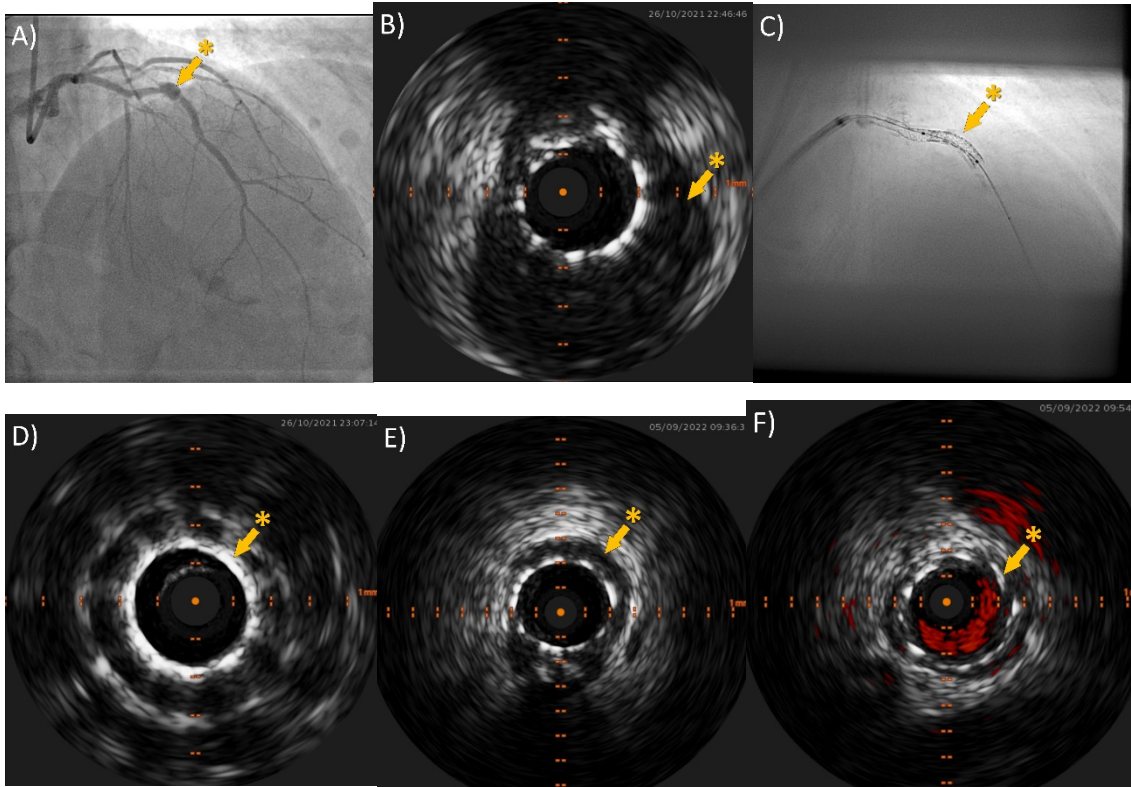 A)
*
B)
26/10/2021 22:46:46
*
1mm
C)
*
D)
26/10/2021 23:07:14
*
1mm
E)
05/09/2022 09:36:3
*
1mm
F)
05/09/2022 09:54
*